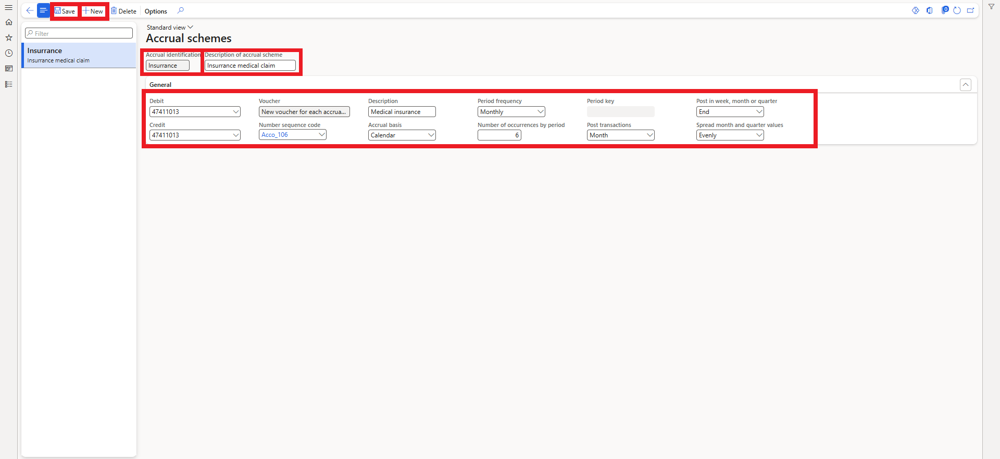 Save New Delete Options 0
Filter
Insurrance
Insurrance medical claim
Standard view
Accrual schemes
Accrual identification Description of accrual scheme
Insurrance Insurrance medical claim
General
Debit Voucher Description Period frequency Period key Post in week, month or quarter
47411013 New voucher for each accrua... Medical insurance Monthly End
Credit Number sequence code Accrual basis Number of occurrences by period Post transactions Spread month and quarter values
47411013 Acco_106 Calendar 6 Month Evenly